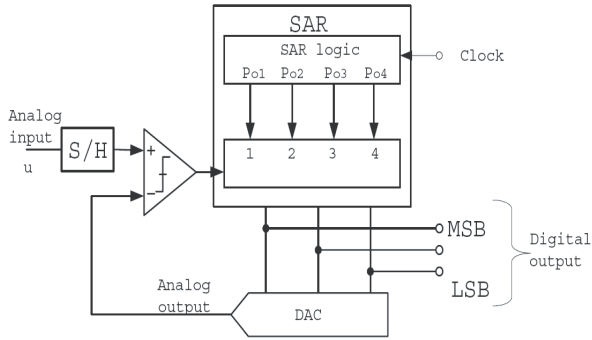 SAR
SAR logic
Po1 Po2 Po3 Po4
Clock
Analog
input
u
S/H
+
−
1 2 3 4
MSB
LSB
Digital
output
Analog
output
DAC